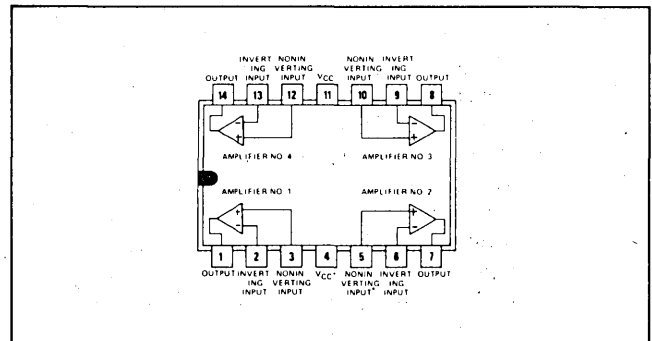 INVERT NONIN NONIN INVERT
ING VERTING VERTING ING
OUTPUT INPUT INPUT VCC INPUT INPUT OUTPUT
14 13 12 11 10 9 8
- -
+ +
AMPLIFIER NO 4 AMPLIFIER NO 3
AMPLIFIER NO 1 AMPLIFIER NO 2
+ +
- -
1 2 3 4 5 6 7
OUTPUT INVERT NONIN VCC+ NONIN INVERT OUTPUT
ING VERTING VERTING ING
INPUT INPUT INPUT INPUT